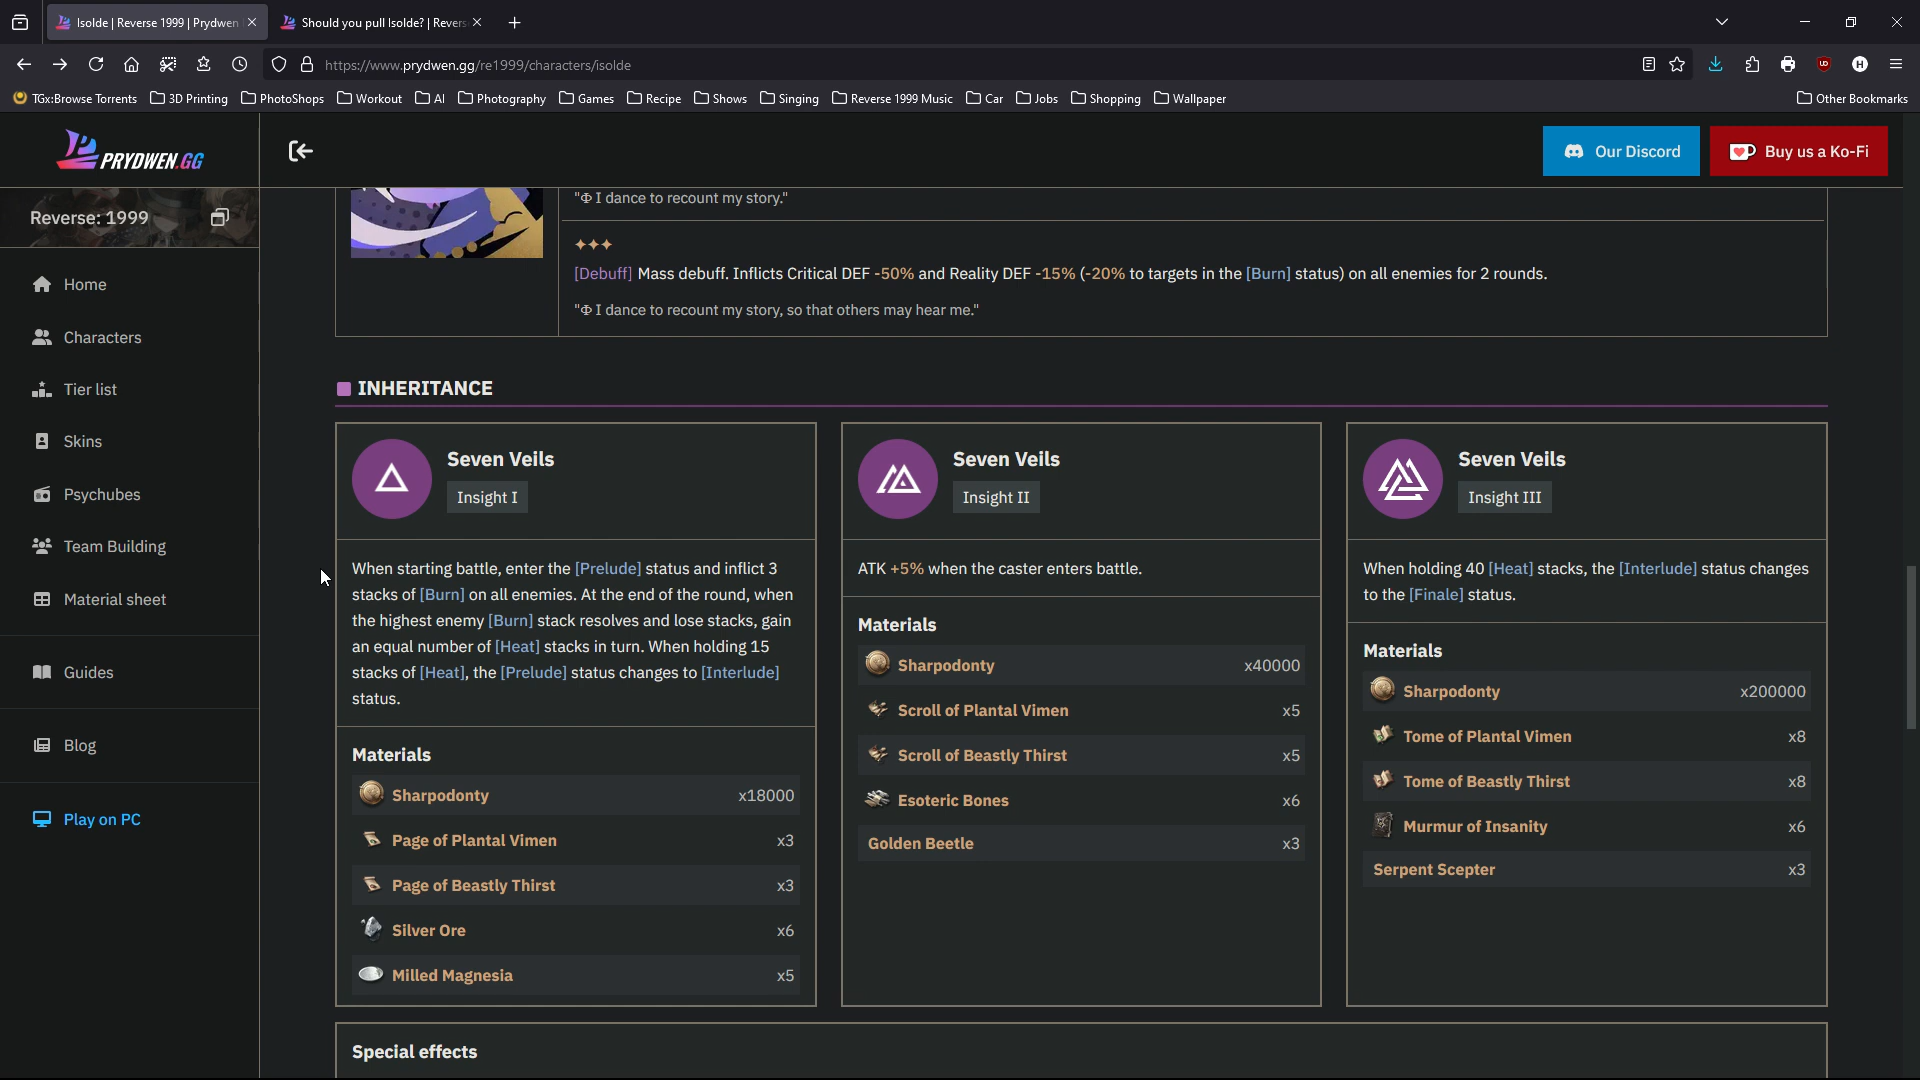 Isolde | Reverse 1999 | Prydwen
Should you pull Isolde? | Revers
https://www.prydwen.gg/re1999/characters/isolde
TGx:Browse Torrents
3D Printing
PhotoShops
Workout
AI
Photography
Games
Recipe
Shows
Singing
Reverse 1999 Music
Car
Jobs
Shopping
Wallpaper
Other Bookmarks
PRYDWEN.GG
Our Discord
Buy us a Ko-Fi
Reverse: 1999
Home
Characters
Tier list
Skins
Psychubes
Team Building
Material sheet
Guides
Blog
Play on PC
"Φ I dance to recount my story."
[Debuff] Mass debuff. Inflicts Critical DEF -50% and Reality DEF -15% (-20% to targets in the [Burn] status) on all enemies for 2 rounds.
"Φ I dance to recount my story, so that others may hear me."
INHERITANCE
Seven Veils
Insight I
When starting battle, enter the [Prelude] status and inflict 3
stacks of [Burn] on all enemies. At the end of the round, when
the highest enemy [Burn] stack resolves and lose stacks, gain
an equal number of [Heat] stacks in turn. When holding 15
stacks of [Heat], the [Prelude] status changes to [Interlude]
status.
Materials
Sharpodonty x18000
Page of Plantal Vimen x3
Page of Beastly Thirst x3
Silver Ore x6
Milled Magnesia x5
Seven Veils
Insight II
ATK +5% when the caster enters battle.
Materials
Sharpodonty x40000
Scroll of Plantal Vimen x5
Scroll of Beastly Thirst x5
Esoteric Bones x6
Golden Beetle x3
Seven Veils
Insight III
When holding 40 [Heat] stacks, the [Interlude] status changes
to the [Finale] status.
Materials
Sharpodonty x200000
Tome of Plantal Vimen x8
Tome of Beastly Thirst x8
Murmur of Insanity x6
Serpent Scepter x3
Special effects